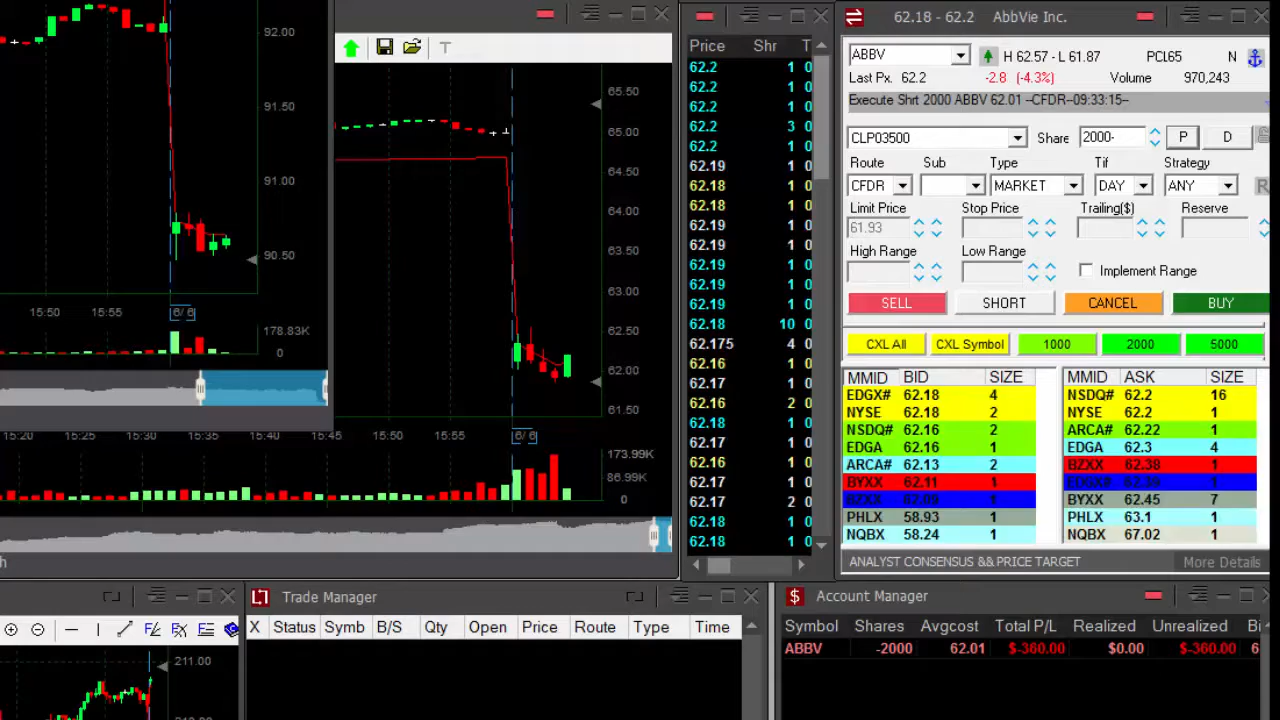 92.00
91.50
91.00
90.50
15:50 15:55 6/ 6
178.83K
0
15:20 15:25 15:30 15:35 15:40 15:45
T
65.50
65.00
64.50
64.00
63.50
63.00
62.50
62.00
61.50
15:50 15:55 6/ 6
173.99K
86.99K
0
h
Price Shr T
62.2 1 0
62.2 1 0
62.2 1 0
62.2 3 0
62.2 1 0
62.19 1 0
62.18 1 0
62.18 1 0
62.19 1 0
62.19 1 0
62.19 1 0
62.19 1 0
62.19 1 0
62.18 10 0
62.175 4 0
62.16 1 0
62.17 1 0
62.16 2 0
62.18 1 0
62.17 1 0
62.16 1 0
62.17 1 0
62.17 2 0
62.18 1 0
62.18 1 0
62.18 - 62.2 AbbVie Inc.
ABBV H 62.57 - L 61.87 PCL65 N
Last Px. 62.2 -2.8 (-4.3%) Volume 970,243
Execute Shrt 2000 ABBV 62.01 --CFDR--09:33:15--
CLP03500 Share 2000- P D
Route Sub Type Tif Strategy
CFDR MARKET DAY ANY R
Limit Price Stop Price Trailing($) Reserve
61.93
High Range Low Range
Implement Range
SELL SHORT CANCEL BUY
CXL All CXL Symbol 1000 2000 5000
MMID BID SIZE MMID ASK SIZE
EDGX# 62.18 4 NSDQ# 62.2 16
NYSE 62.18 2 NYSE 62.2 1
NSDQ# 62.16 2 ARCA# 62.22 1
EDGA 62.16 1 EDGA 62.3 4
ARCA# 62.13 2 BZXX 62.38 1
BYXX 62.11 1 EDGX# 62.39 1
BZXX 62.09 1 BYXX 62.45 7
PHLX 58.93 1 PHLX 63.1 1
NQBX 58.24 1 NQBX 67.02 1
ANALYST CONSENSUS && PRICE TARGET More Details
211.00
Trade Manager
X Status Symb B/S Qty Open Price Route Type Time
$ Account Manager
Symbol Shares Avgcost Total P/L Realized Unrealized Bi
ABBV -2000 62.01 $-360.00 $0.00 $-360.00 6